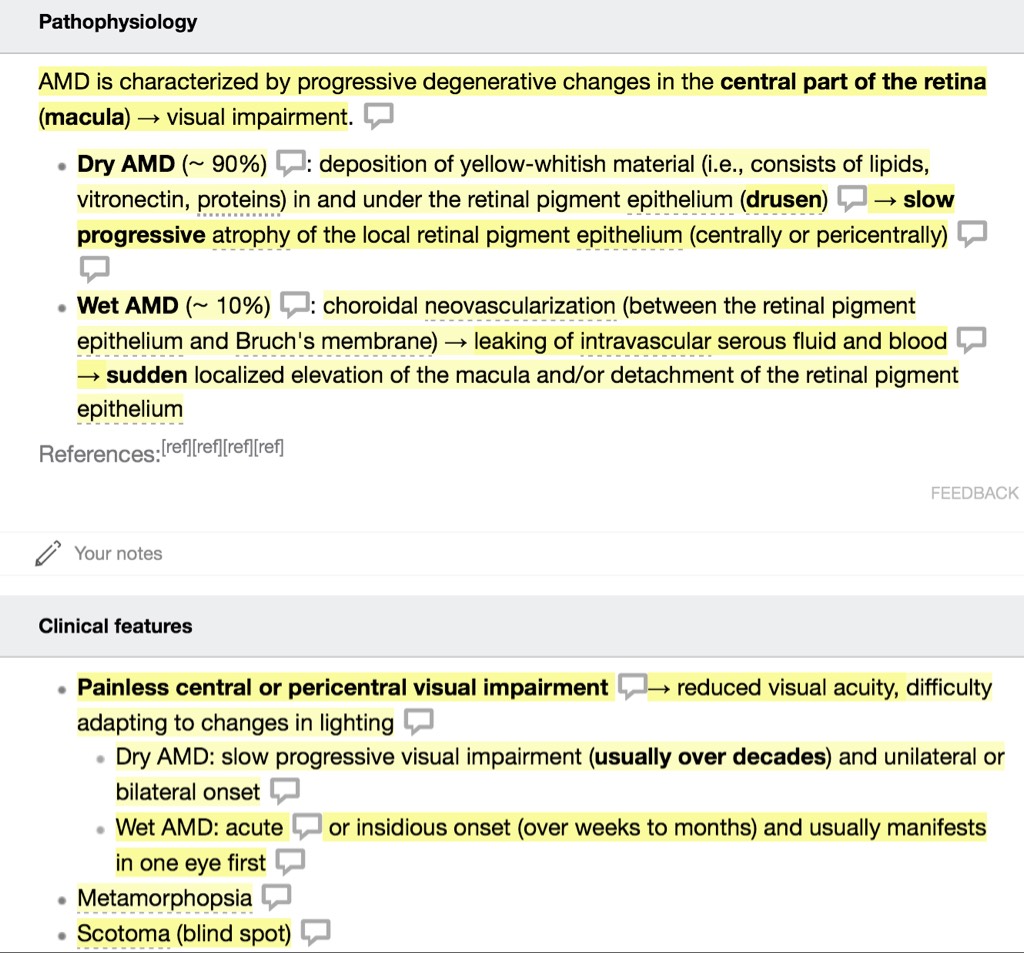 Pathophysiology
AMD is characterized by progressive degenerative changes in the central part of the retina
(macula) → visual impairment.
• Dry AMD (~ 90%) : deposition of yellow-whitish material (i.e., consists of lipids,
vitronectin, proteins) in and under the retinal pigment epithelium (drusen) → slow
progressive atrophy of the local retinal pigment epithelium (centrally or pericentrally)
• Wet AMD (~ 10%) : choroidal neovascularization (between the retinal pigment
epithelium and Bruch's membrane) → leaking of intravascular serous fluid and blood
→ sudden localized elevation of the macula and/or detachment of the retinal pigment
epithelium
References:[ref][ref][ref][ref]
FEEDBACK
Your notes
Clinical features
• Painless central or pericentral visual impairment → reduced visual acuity, difficulty
adapting to changes in lighting
• Dry AMD: slow progressive visual impairment (usually over decades) and unilateral or
bilateral onset
• Wet AMD: acute or insidious onset (over weeks to months) and usually manifests
in one eye first
• Metamorphopsia
• Scotoma (blind spot)